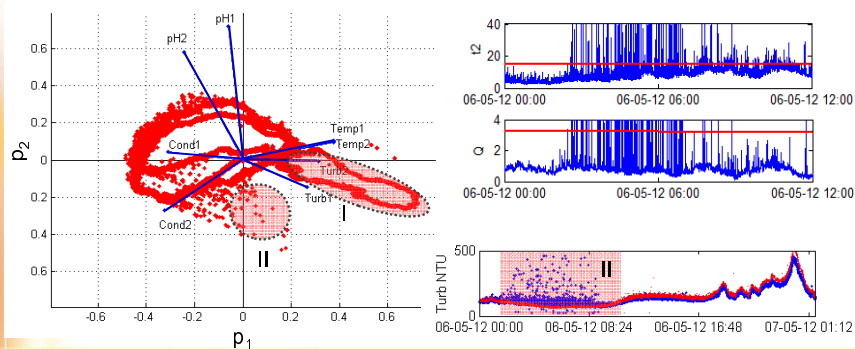 0.6
0.4
0.2
0
0.2
0.4
0.6
p2
-0.6
-0.4
-0.2
0
0.2
0.4
0.6
p1
pH1
pH2
Temp1
Temp2
Cond1
Turb2
Turb1
Cond2
I
II
40
20
0
t2
06-05-12 00:00
06-05-12 06:00
06-05-12 12:00
4
2
0
Q
06-05-12 00:00
06-05-12 06:00
06-05-12 12:00
500
0
Turb NTU
II
06-05-12 00:00
06-05-12 08:24
06-05-12 16:48
07-05-12 01:12